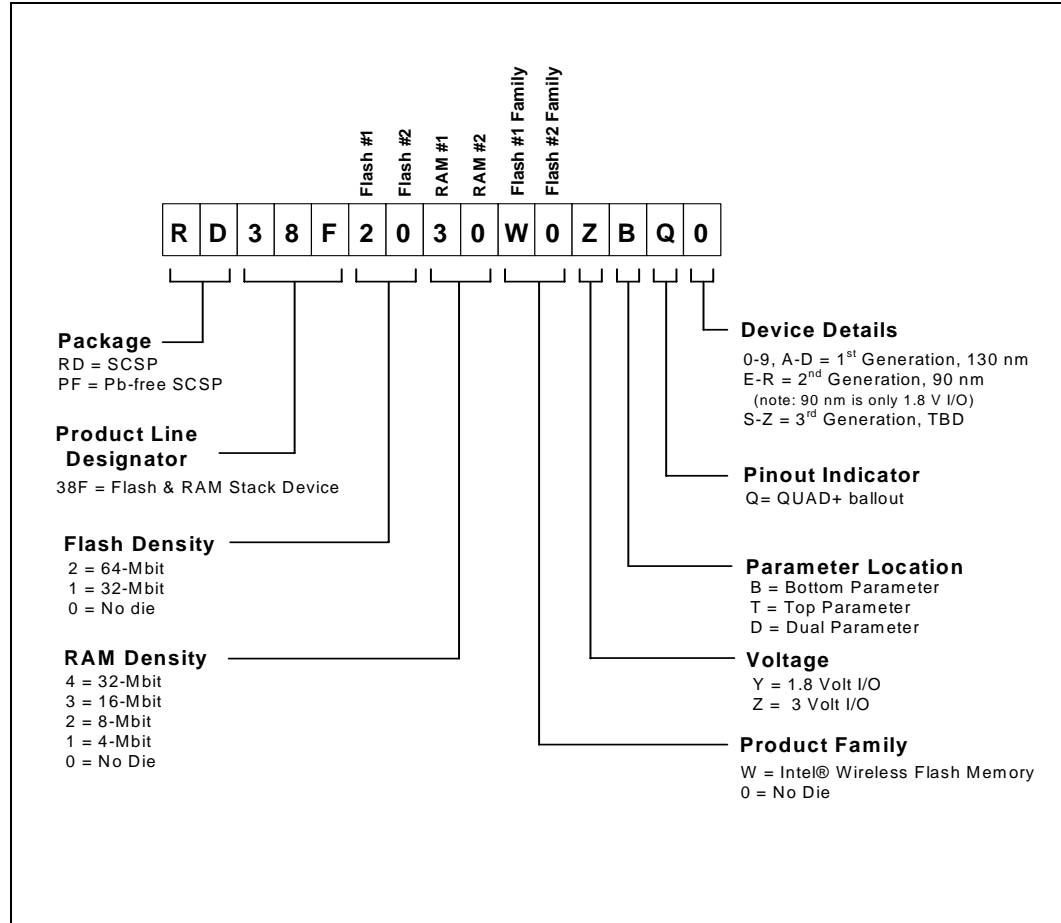 Flash #1
Flash #2
RAM #1
RAM #2
Flash #1 Family
Flash #2 Family
R D 3 8 F 2 0 3 0 W 0 Z B Q 0
Package
RD = SCSP
PF = Pb-free SCSP
Product Line
Designator
38F = Flash & RAM Stack Device
Flash Density
2 = 64-Mbit
1 = 32-Mbit
0 = No die
RAM Density
4 = 32-Mbit
3 = 16-Mbit
2 = 8-Mbit
1 = 4-Mbit
0 = No Die
Device Details
0-9, A-D = 1st Generation, 130 nm
E-R = 2nd Generation, 90 nm
(note: 90 nm is only 1.8 V I/O)
S-Z = 3rd Generation, TBD
Pinout Indicator
Q= QUAD+ ballout
Parameter Location
B = Bottom Parameter
T = Top Parameter
D = Dual Parameter
Voltage
Y = 1.8 Volt I/O
Z = 3 Volt I/O
Product Family
W = Intel® Wireless Flash Memory
0 = No Die